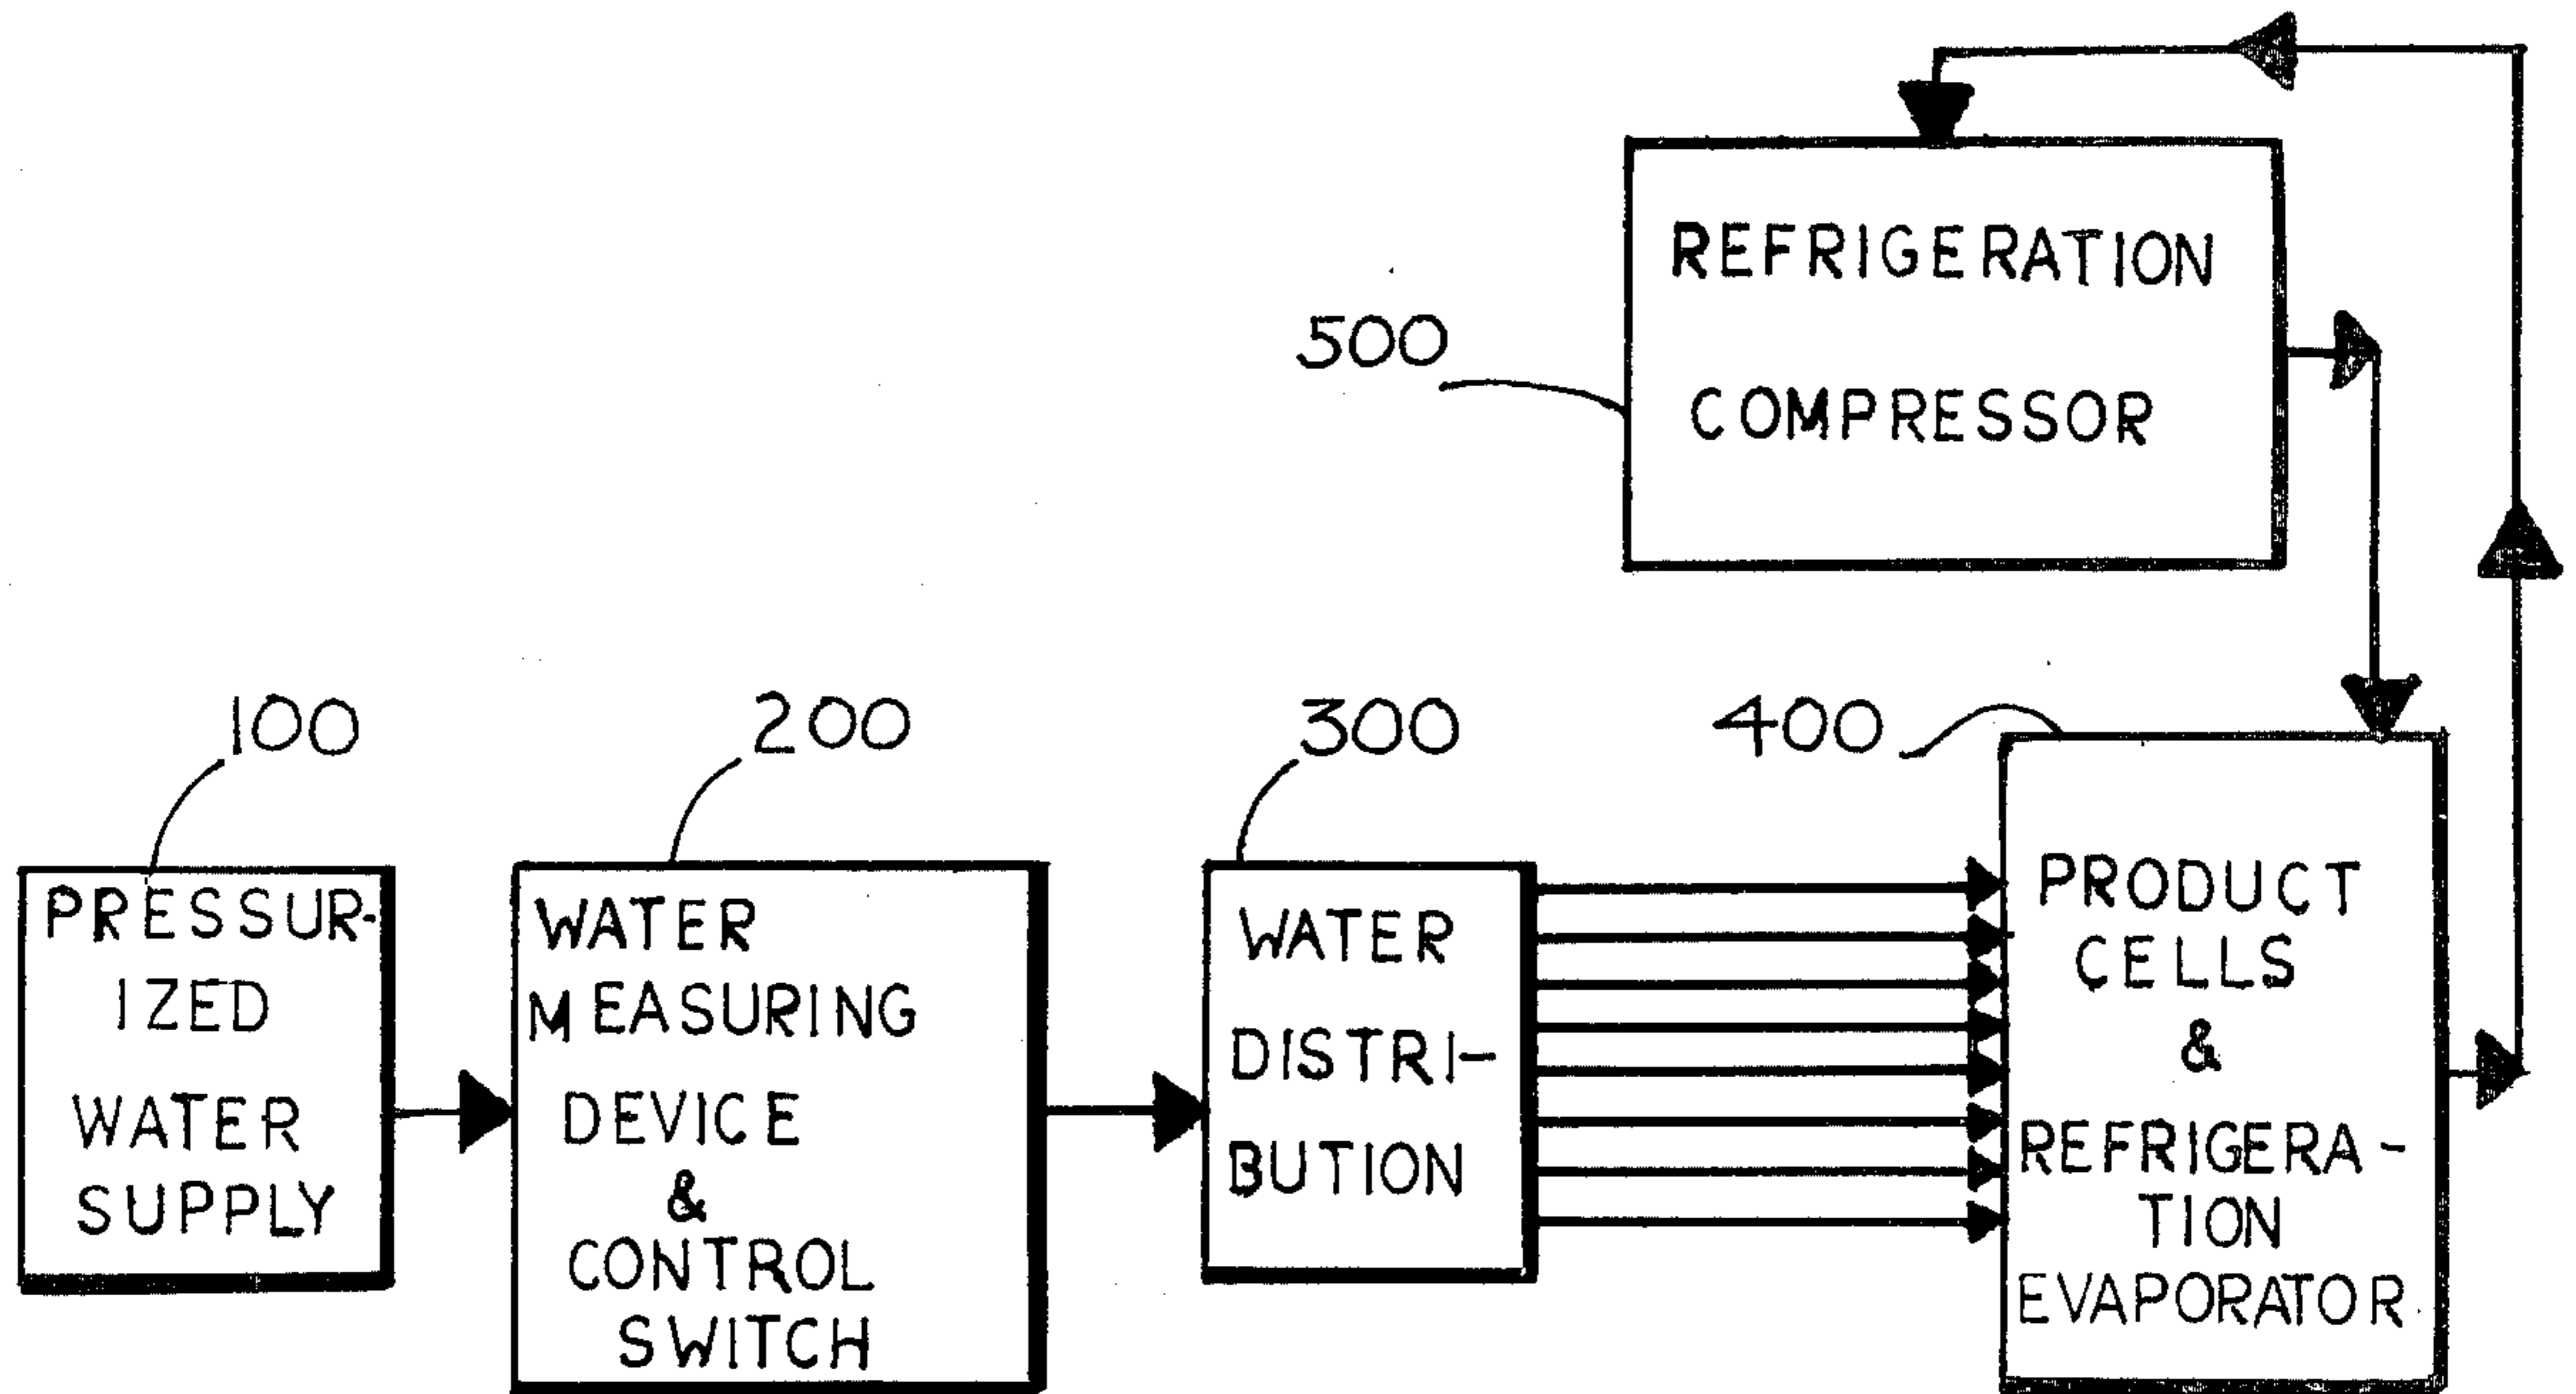 REFRIGERATION
COMPRESSOR
500
100
200
300
400
PRESSUR-
IZED
WATER
SUPPLY
WATER
MEASURING
DEVICE
&
CONTROL
SWITCH
WATER
DISTRI-
BUTION
PRODUCT
CELLS
&
REFRIGERA-
TION
EVAPORATOR